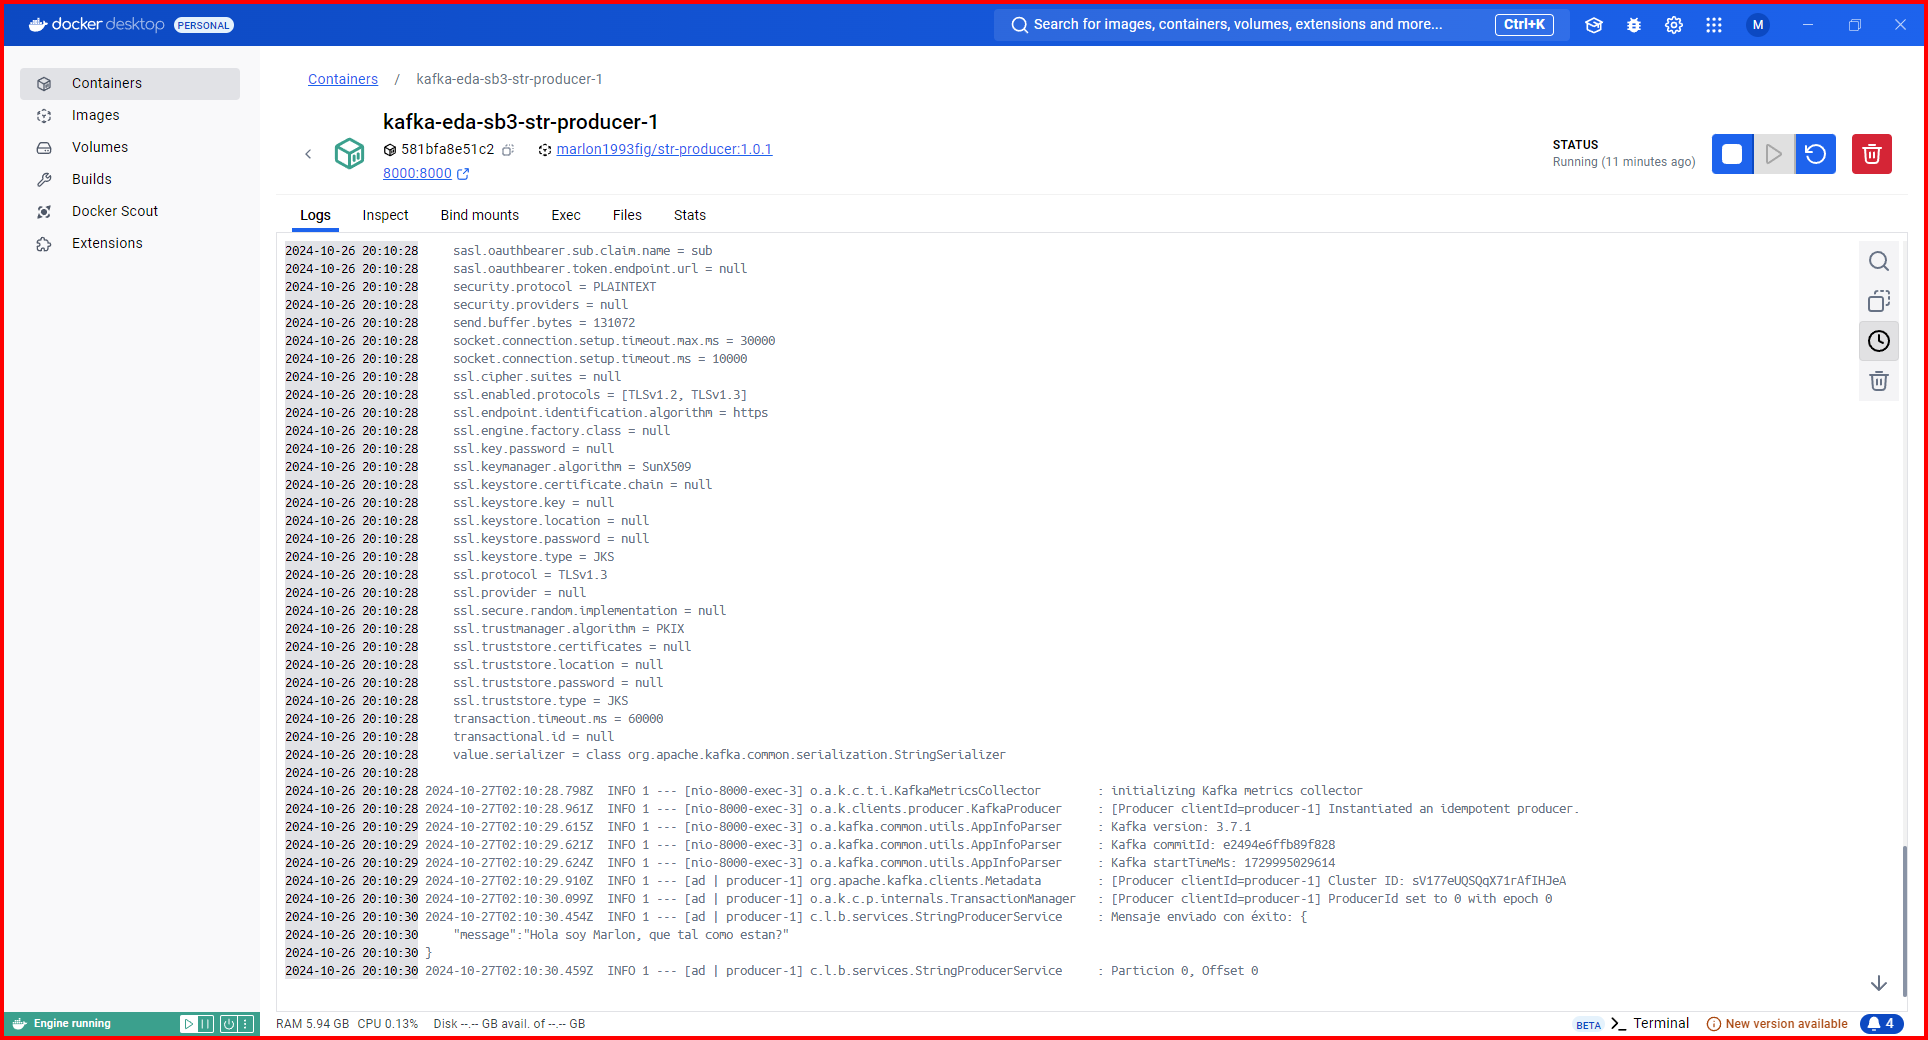 docker desktop PERSONAL
Search for images, containers, volumes, extensions and more... Ctrl+K
M
Containers
Images
Volumes
Builds
Docker Scout
Extensions
Containers / kafka-eda-sb3-str-producer-1
kafka-eda-sb3-str-producer-1
581bfa8e51c2 marlon1993fig/str-producer:1.0.1
8000:8000
STATUS
Running (11 minutes ago)
Logs Inspect Bind mounts Exec Files Stats
2024-10-26 20:10:28 sasl.oauthbearer.sub.claim.name = sub
2024-10-26 20:10:28 sasl.oauthbearer.token.endpoint.url = null
2024-10-26 20:10:28 security.protocol = PLAINTEXT
2024-10-26 20:10:28 security.providers = null
2024-10-26 20:10:28 send.buffer.bytes = 131072
2024-10-26 20:10:28 socket.connection.setup.timeout.max.ms = 30000
2024-10-26 20:10:28 socket.connection.setup.timeout.ms = 10000
2024-10-26 20:10:28 ssl.cipher.suites = null
2024-10-26 20:10:28 ssl.enabled.protocols = [TLSv1.2, TLSv1.3]
2024-10-26 20:10:28 ssl.endpoint.identification.algorithm = https
2024-10-26 20:10:28 ssl.engine.factory.class = null
2024-10-26 20:10:28 ssl.key.password = null
2024-10-26 20:10:28 ssl.keymanager.algorithm = SunX509
2024-10-26 20:10:28 ssl.keystore.certificate.chain = null
2024-10-26 20:10:28 ssl.keystore.key = null
2024-10-26 20:10:28 ssl.keystore.location = null
2024-10-26 20:10:28 ssl.keystore.password = null
2024-10-26 20:10:28 ssl.keystore.type = JKS
2024-10-26 20:10:28 ssl.protocol = TLSv1.3
2024-10-26 20:10:28 ssl.provider = null
2024-10-26 20:10:28 ssl.secure.random.implementation = null
2024-10-26 20:10:28 ssl.trustmanager.algorithm = PKIX
2024-10-26 20:10:28 ssl.truststore.certificates = null
2024-10-26 20:10:28 ssl.truststore.location = null
2024-10-26 20:10:28 ssl.truststore.password = null
2024-10-26 20:10:28 ssl.truststore.type = JKS
2024-10-26 20:10:28 transaction.timeout.ms = 60000
2024-10-26 20:10:28 transactional.id = null
2024-10-26 20:10:28 value.serializer = class org.apache.kafka.common.serialization.StringSerializer
2024-10-26 20:10:28
2024-10-26 20:10:28 2024-10-27T02:10:28.798Z INFO 1 --- [nio-8000-exec-3] o.a.k.c.t.i.KafkaMetricsCollector : initializing Kafka metrics collector
2024-10-26 20:10:28 2024-10-27T02:10:28.961Z INFO 1 --- [nio-8000-exec-3] o.a.k.clients.producer.KafkaProducer : [Producer clientId=producer-1] Instantiated an idempotent producer.
2024-10-26 20:10:29 2024-10-27T02:10:29.615Z INFO 1 --- [nio-8000-exec-3] o.a.kafka.common.utils.AppInfoParser : Kafka version: 3.7.1
2024-10-26 20:10:29 2024-10-27T02:10:29.621Z INFO 1 --- [nio-8000-exec-3] o.a.kafka.common.utils.AppInfoParser : Kafka commitId: e2494e6ffb89f828
2024-10-26 20:10:29 2024-10-27T02:10:29.624Z INFO 1 --- [nio-8000-exec-3] o.a.kafka.common.utils.AppInfoParser : Kafka startTimeMs: 1729995029614
2024-10-26 20:10:29 2024-10-27T02:10:29.910Z INFO 1 --- [ad | producer-1] org.apache.kafka.clients.Metadata : [Producer clientId=producer-1] Cluster ID: sV177eUQSQqX71rAfIHJeA
2024-10-26 20:10:30 2024-10-27T02:10:30.099Z INFO 1 --- [ad | producer-1] o.a.k.c.p.internals.TransactionManager : [Producer clientId=producer-1] ProducerId set to 0 with epoch 0
2024-10-26 20:10:30 2024-10-27T02:10:30.454Z INFO 1 --- [ad | producer-1] c.l.b.services.StringProducerService : Mensaje enviado con éxito: {
2024-10-26 20:10:30 "message":"Hola soy Marlon, que tal como estan?"
2024-10-26 20:10:30 }
2024-10-26 20:10:30 2024-10-27T02:10:30.459Z INFO 1 --- [ad | producer-1] c.l.b.services.StringProducerService : Particion 0, Offset 0
Engine running
RAM 5.94 GB CPU 0.13% Disk --.-- GB avail. of --.-- GB
BETA >_ Terminal New version available 4